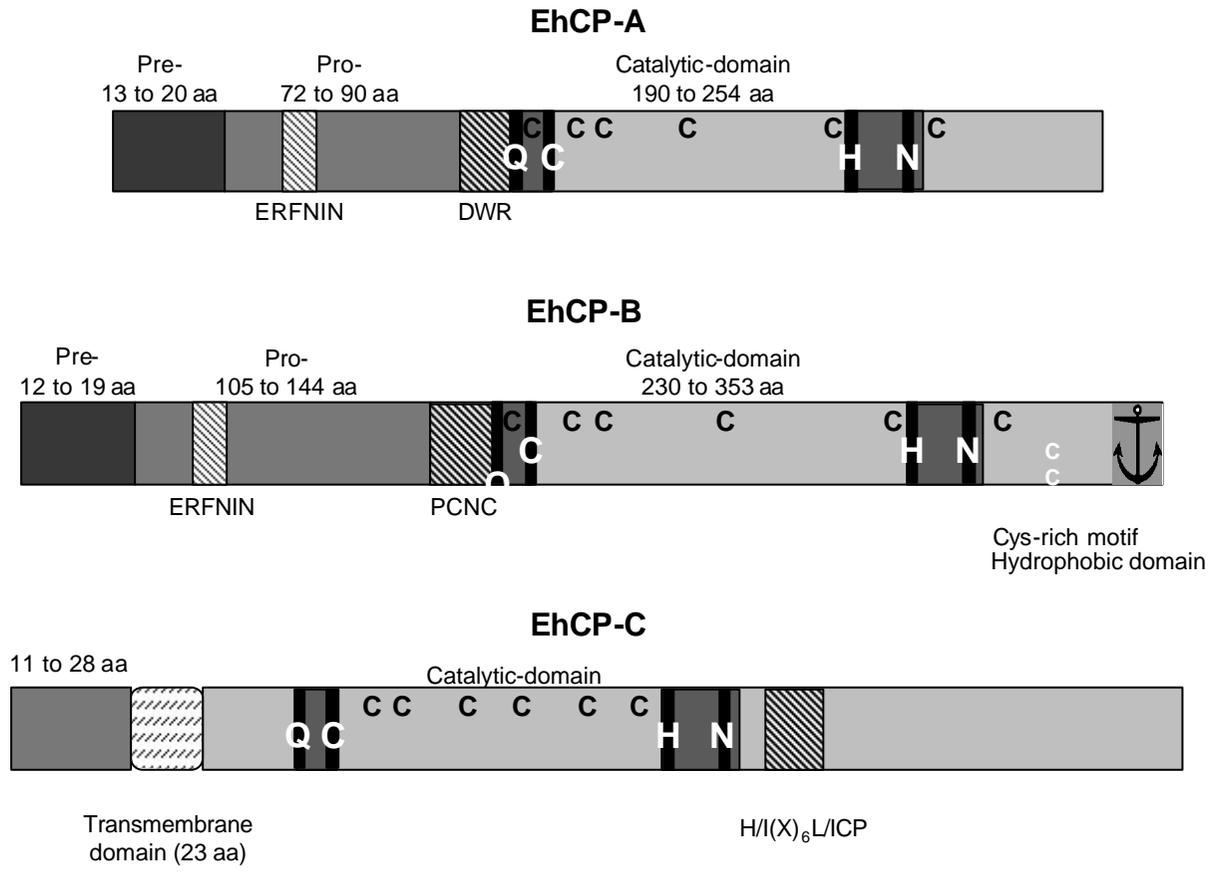 EhCP-A
Pre-
13 to 20 aa
Pro-
72 to 90 aa
Catalytic-domain
190 to 254 aa
C C C C C C
Q C H N
ERFNIN
DWR
EhCP-B
Pre-
12 to 19 aa
Pro-
105 to 144 aa
Catalytic-domain
230 to 353 aa
C C C C C C
Q C H N
C
C
ERFNIN
PCNC
Cys-rich motif
Hydrophobic domain
EhCP-C
11 to 28 aa
Catalytic-domain
C C C C C C
Q C H N
Transmembrane
domain (23 aa)
H/I(X)₆L/ICP